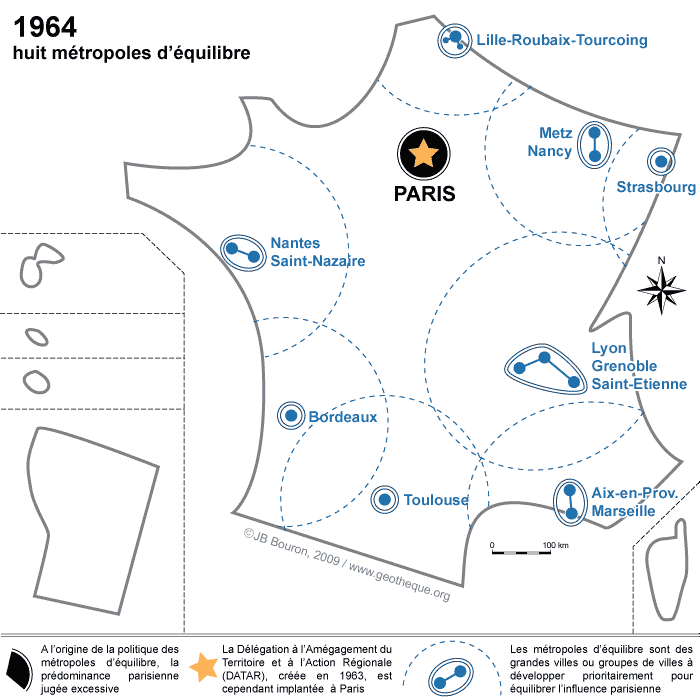 1964
huit métropoles d'équilibre
Lille-Roubaix-Tourcoing
Metz
Nancy
Strasbourg
PARIS
Nantes
Saint-Nazaire
N
Lyon
Grenoble
Saint-Etienne
Bordeaux
Toulouse
Aix-en-Prov.
Marseille
0 100 km
©JB Bouron, 2009 / www.geotheque.org
A l'origine de la politique des
métropoles d'équilibre, la
prédominance parisienne
jugée excessive
La Délégation à l'Amégagement du
Territoire et à l'Action Régionale
(DATAR), créée en 1963, est
cependant implantée à Paris
Les métropoles d'équilibre sont des
grandes villes ou groupes de villes à
développer prioritairement pour
équilibrer l'influence parisienne